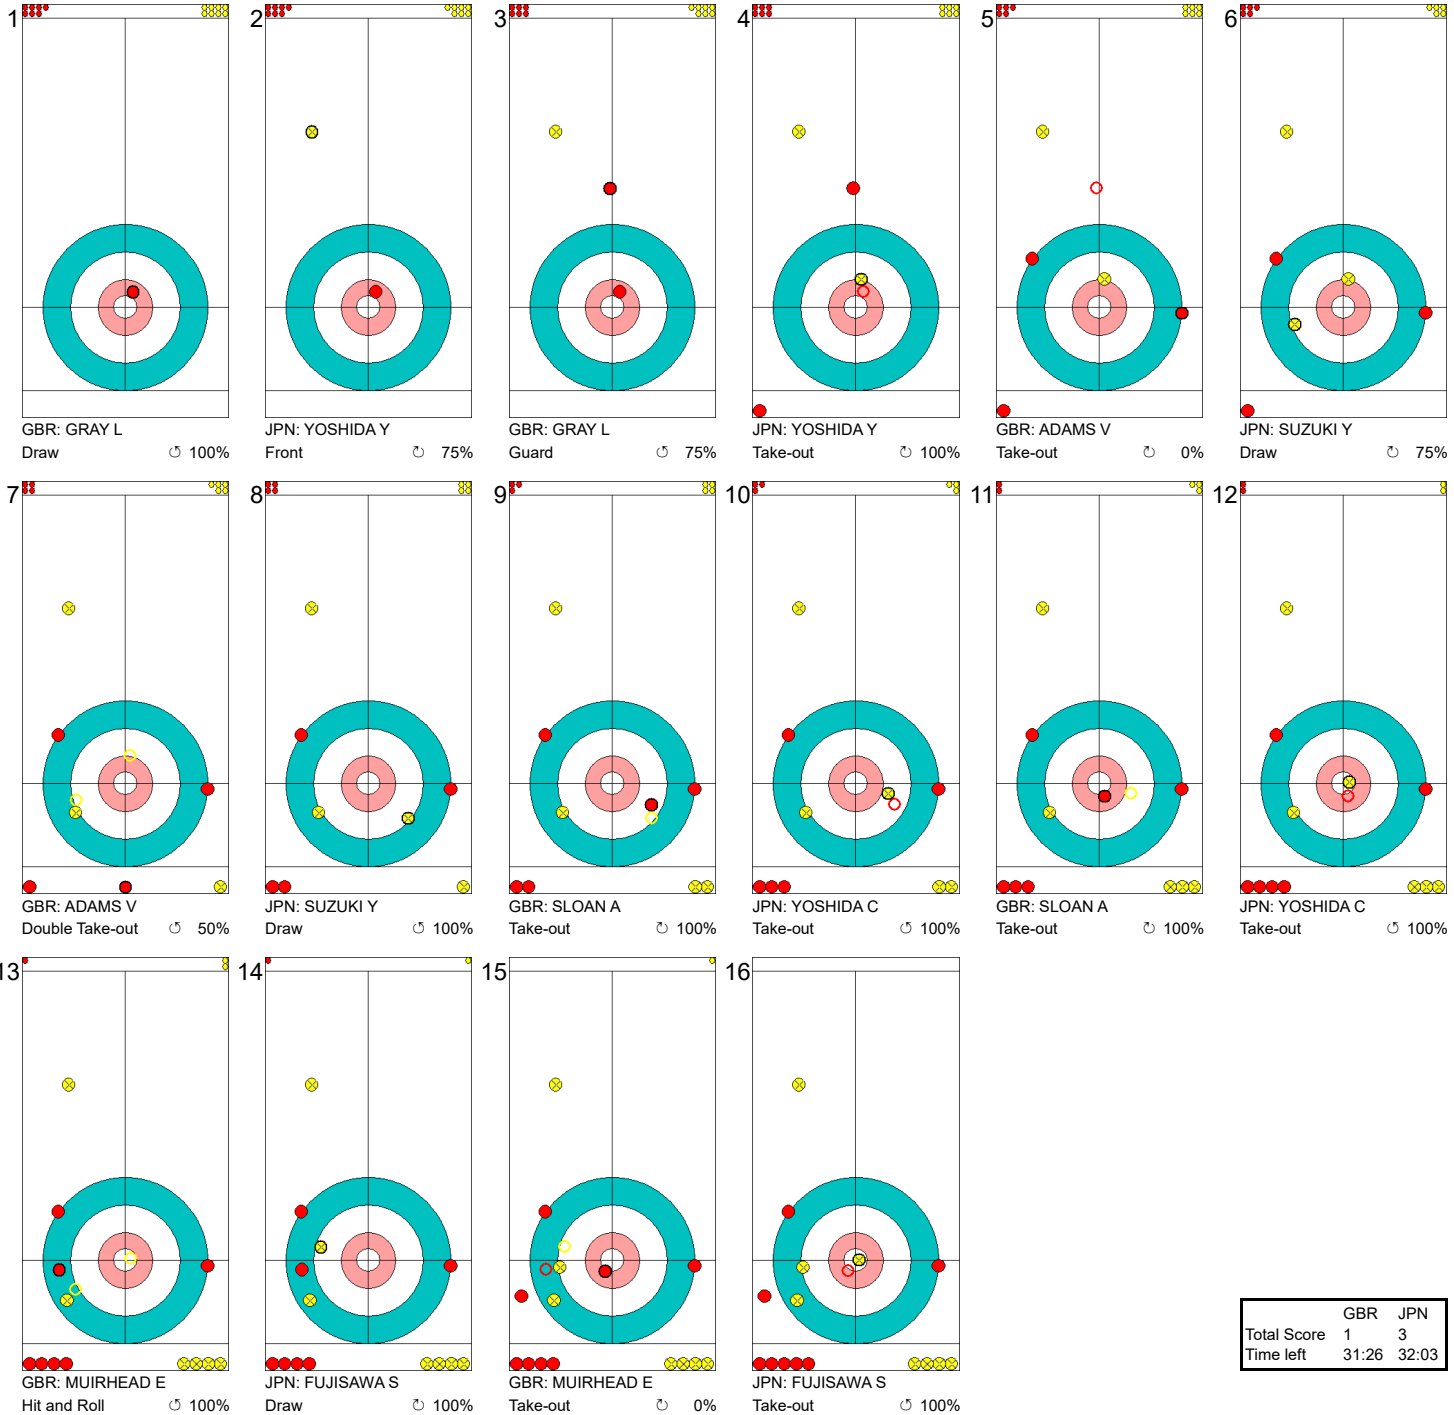 1
GBR: GRAY L
Draw ↺ 100%
2
JPN: YOSHIDA Y
Front ↻ 75%
3
GBR: GRAY L
Guard ↺ 75%
4
JPN: YOSHIDA Y
Take-out ↻ 100%
5
GBR: ADAMS V
Take-out ↻ 0%
6
JPN: SUZUKI Y
Draw ↺ 75%
7
GBR: ADAMS V
Double Take-out ↺ 50%
8
JPN: SUZUKI Y
Draw ↺ 100%
9
GBR: SLOAN A
Take-out ↻ 100%
10
JPN: YOSHIDA C
Take-out ↻ 100%
11
GBR: SLOAN A
Take-out ↻ 100%
12
JPN: YOSHIDA C
Take-out ↻ 100%
13
GBR: MUIRHEAD E
Hit and Roll ↺ 100%
14
JPN: FUJISAWA S
Draw ↻ 100%
15
GBR: MUIRHEAD E
Take-out ↻ 0%
16
JPN: FUJISAWA S
Take-out ↻ 100%
GBR JPN
Total Score 1 3
Time left 31:26 32:03